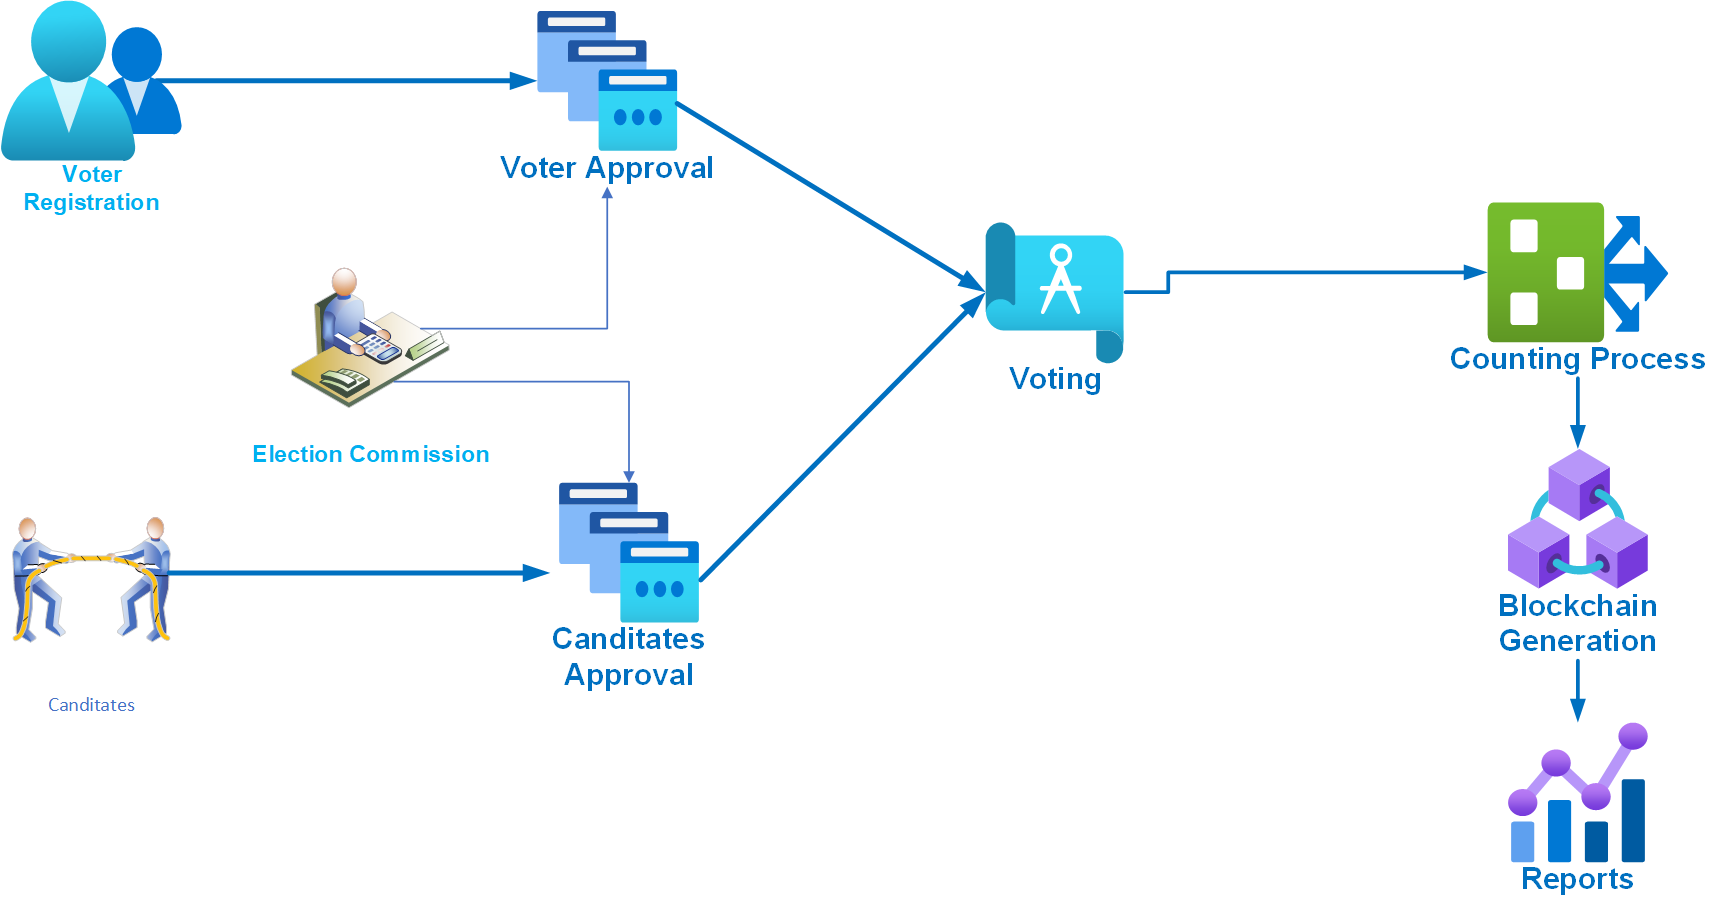 Voter
Registration
Voter Approval
Election Commission
Canditates
Canditates
Approval
Voting
Counting Process
Blockchain
Generation
Reports